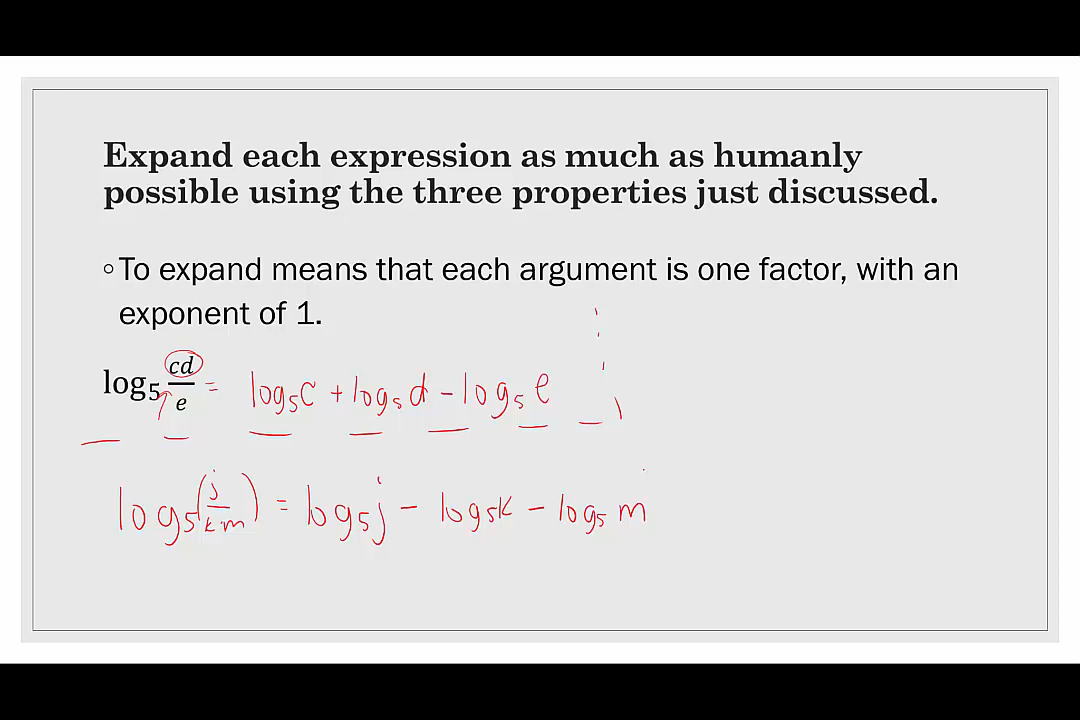 Expand each expression as much as humanly
possible using the three properties just discussed.
◦To expand means that each argument is one factor, with an
exponent of 1.
log₅ cd/e = log₅c + log₅d − log₅e
log₅(j/km) = log₅j − log₅k − log₅m